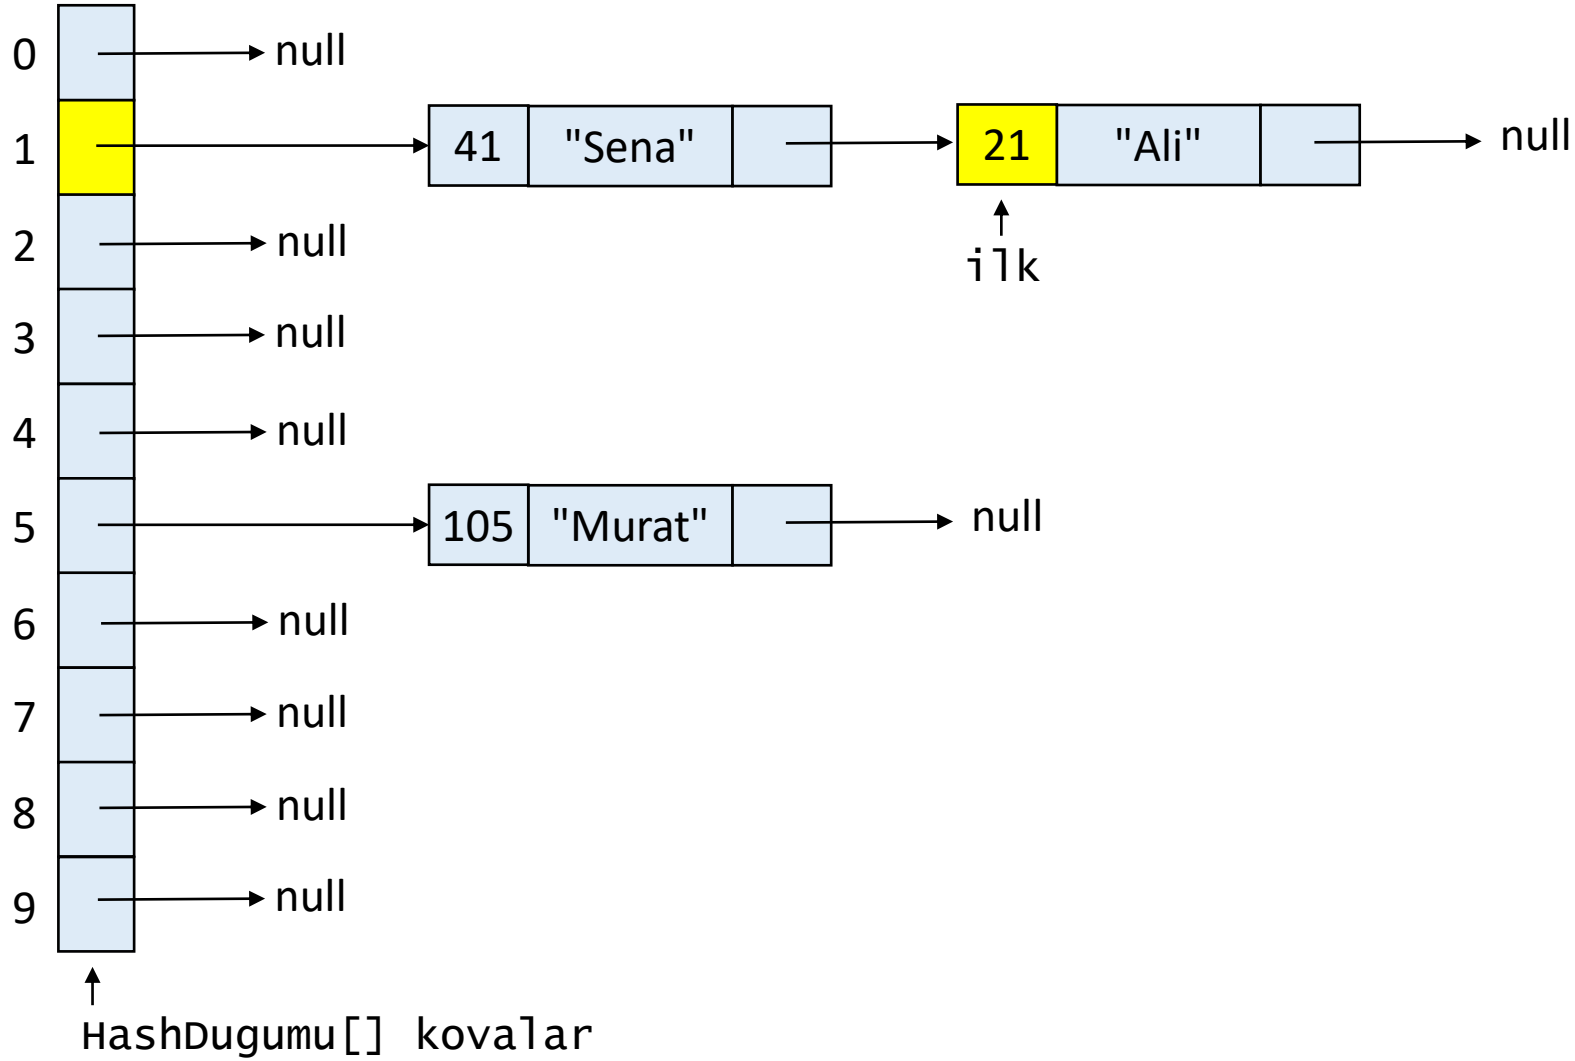 0 null
1 41 "Sena" 21 "Ali" null
2 null
ilk
3 null
4 null
5 105 "Murat" null
6 null
7 null
8 null
9 null
HashDugumu[] kovalar